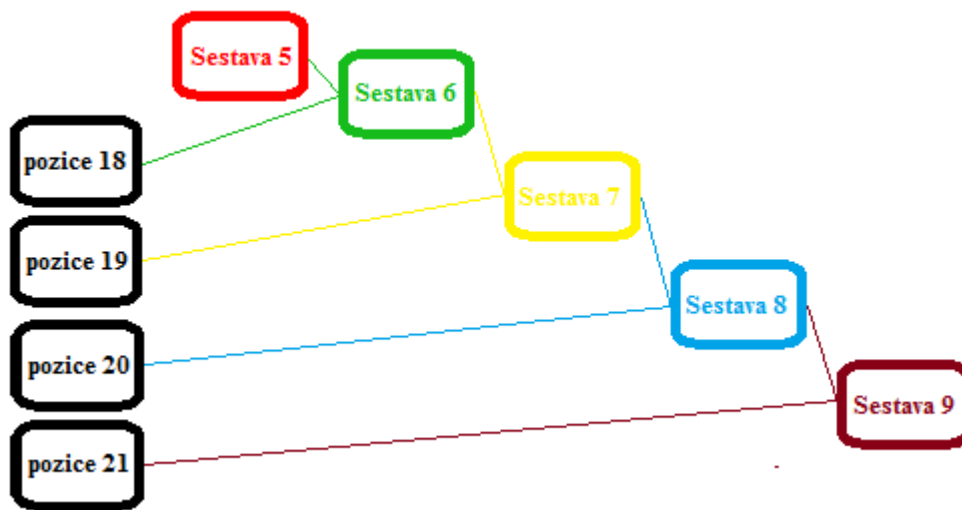 Sestava 5
Sestava 6
pozice 18
Sestava 7
pozice 19
Sestava 8
pozice 20
Sestava 9
pozice 21